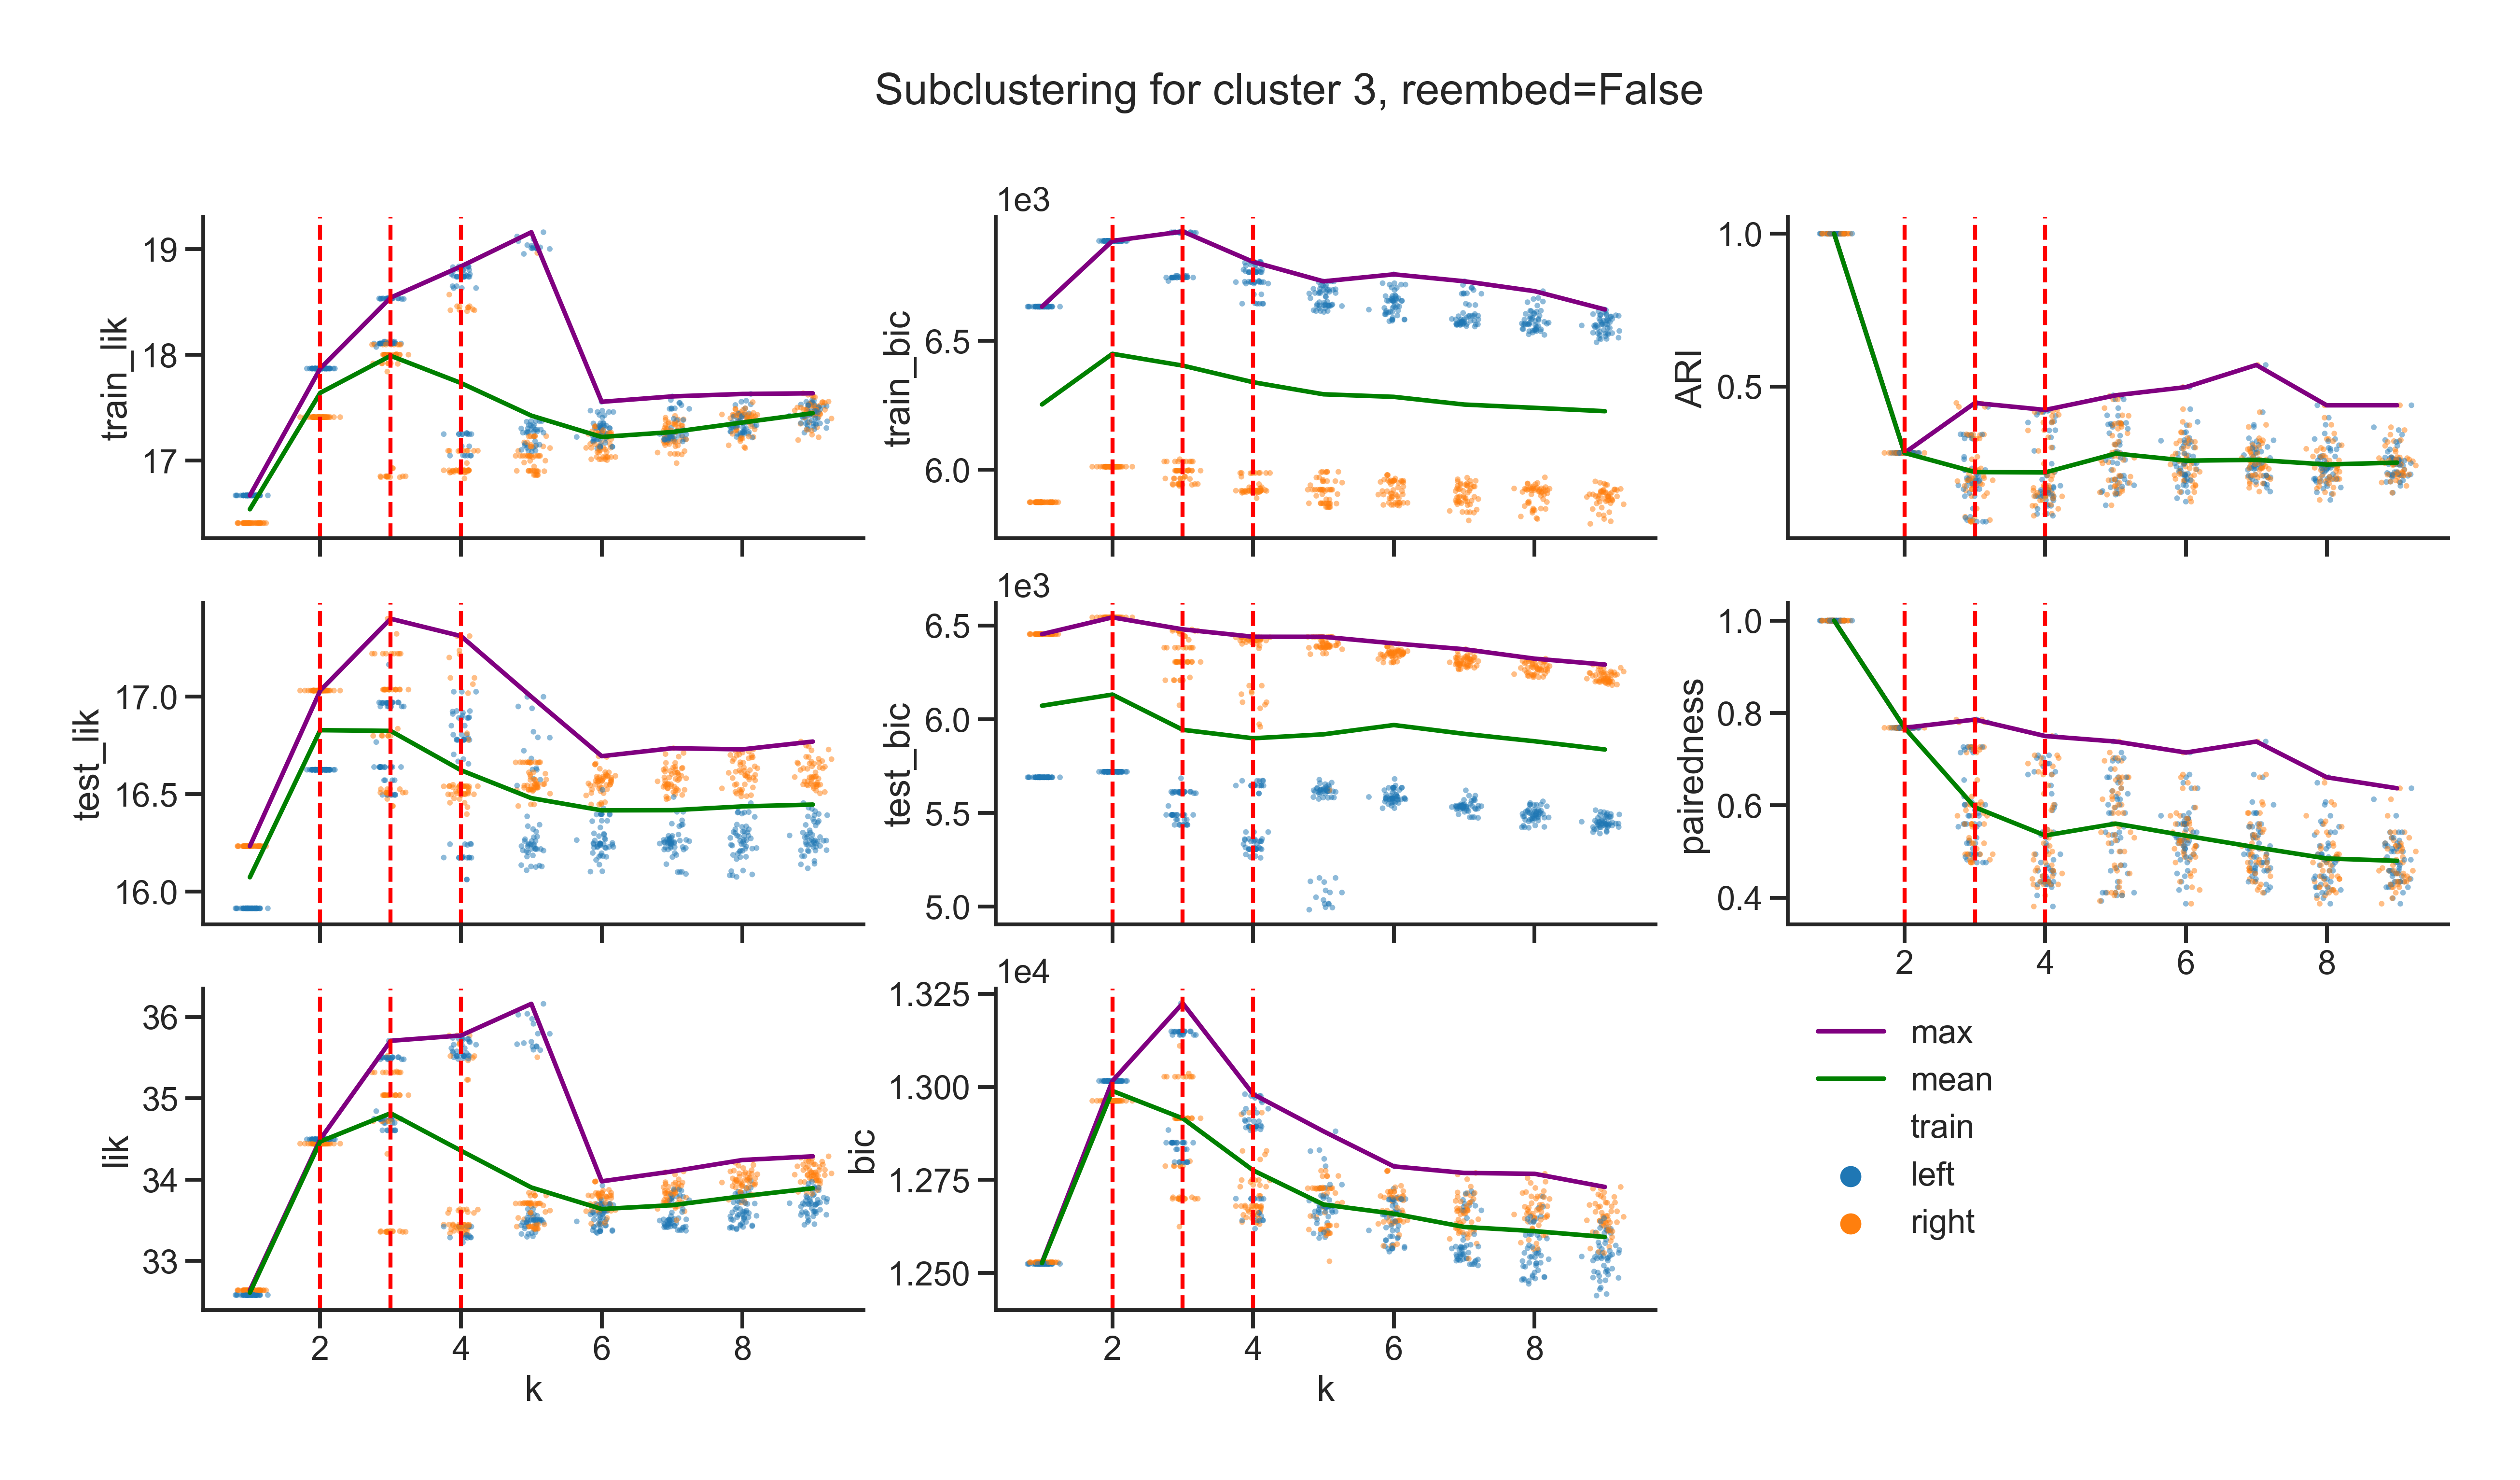 Subclustering for cluster 3, reembed=False
train_lik
19
18
17
1e3
train_bic
6.5
6.0
ARI
1.0
0.5
test_lik
17.0
16.5
16.0
1e3
test_bic
6.5
6.0
5.5
5.0
pairedness
1.0
0.8
0.6
0.4
2 4 6 8
lik
36
35
34
33
2 4 6 8
k
1e4
bic
1.325
1.300
1.275
1.250
2 4 6 8
k
max
mean
train
left
right